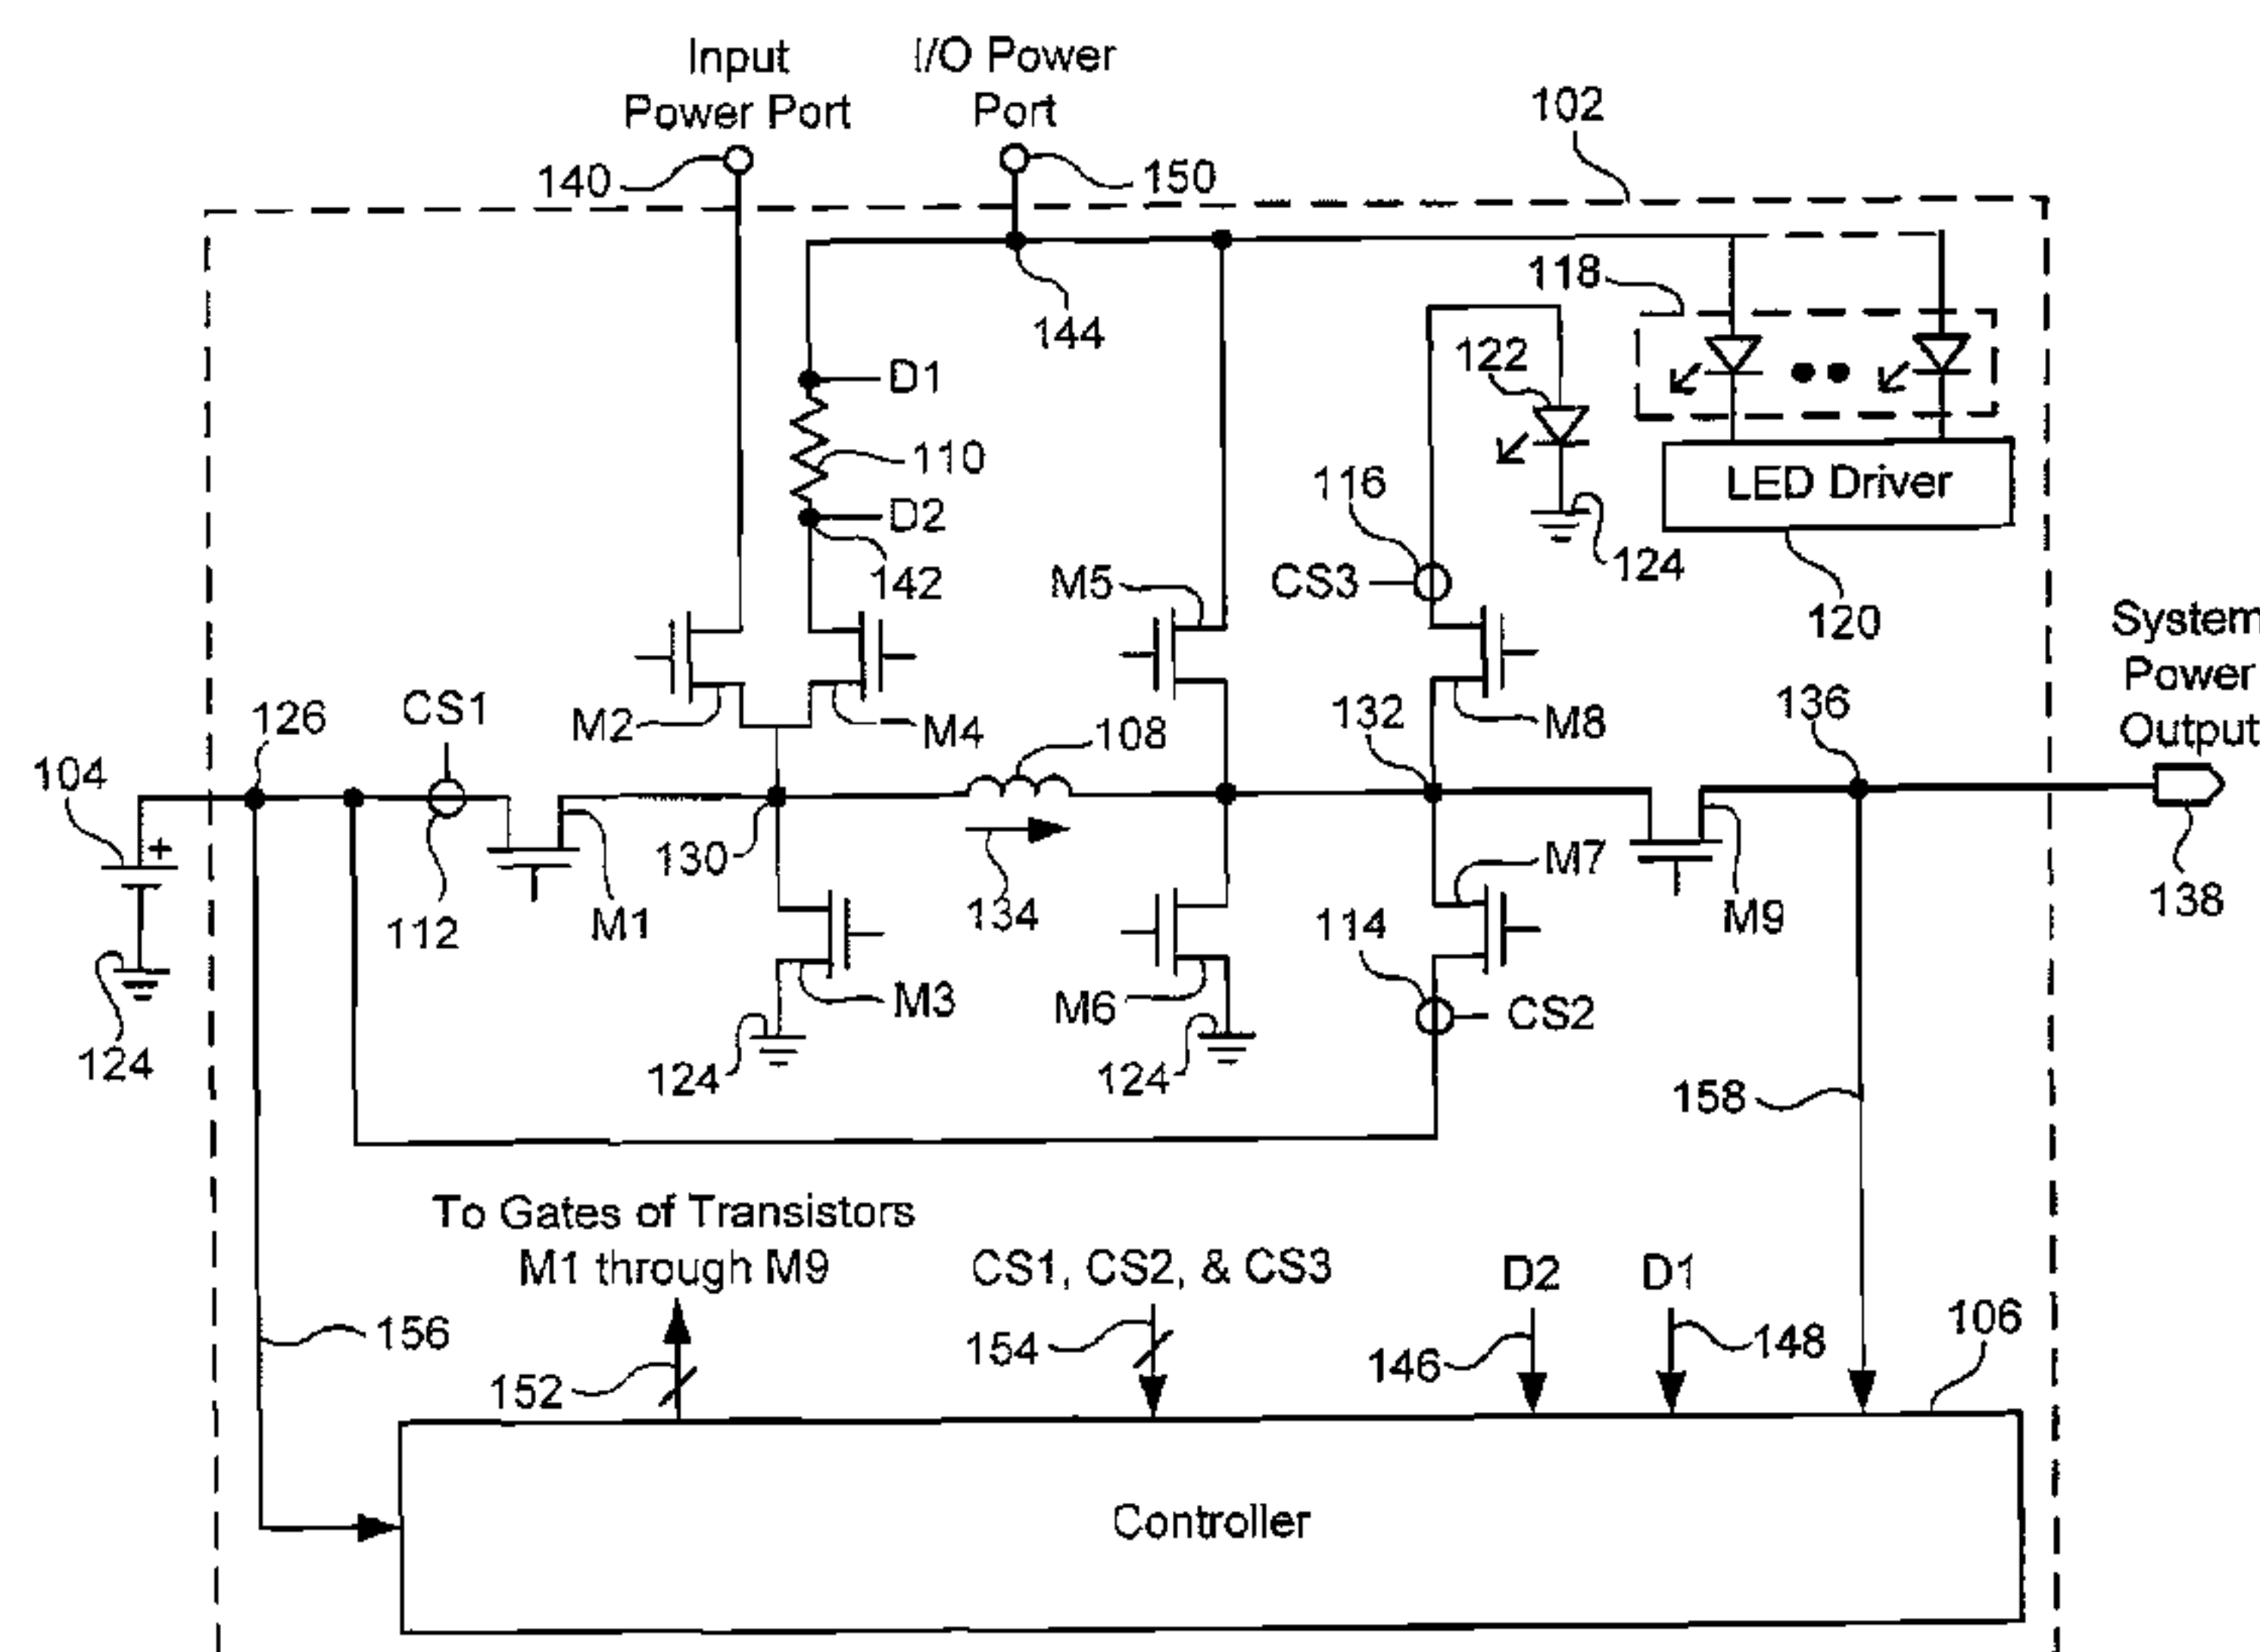 Input
Power Port
I/O Power
Port
102
140
150
118
144
122
D1
110
D2
142
116
CS3
LED Driver
124
120
M5
System
Power
Output
126
CS1
M2
M4
108
132
M8
136
104
+
130
134
M7
112
M1
114
M9
138
M3
M6
CS2
124
124
124
158
To Gates of Transistors
M1 through M9
CS1, CS2, & CS3
D2
D1
156
152
154
146
148
106
Controller